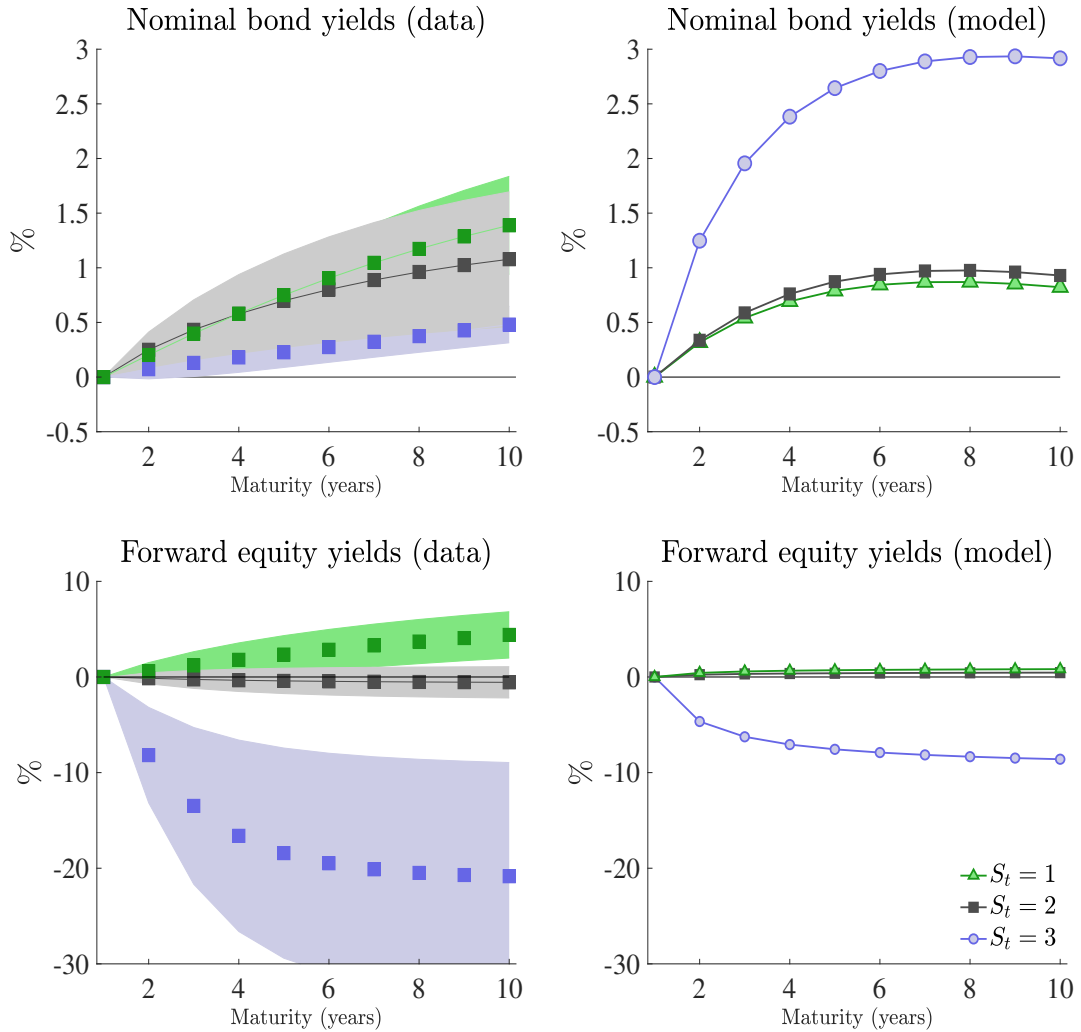 Nominal bond yields (data)
3
2.5
2
1.5
1
0.5
0
-0.5
%
2 4 6 8 10
Maturity (years)
Nominal bond yields (model)
3
2.5
2
1.5
1
0.5
0
-0.5
%
2 4 6 8 10
Maturity (years)
Forward equity yields (data)
10
0
-10
-20
-30
%
2 4 6 8 10
Maturity (years)
Forward equity yields (model)
10
0
-10
-20
-30
%
2 4 6 8 10
Maturity (years)
S_t = 1
S_t = 2
S_t = 3